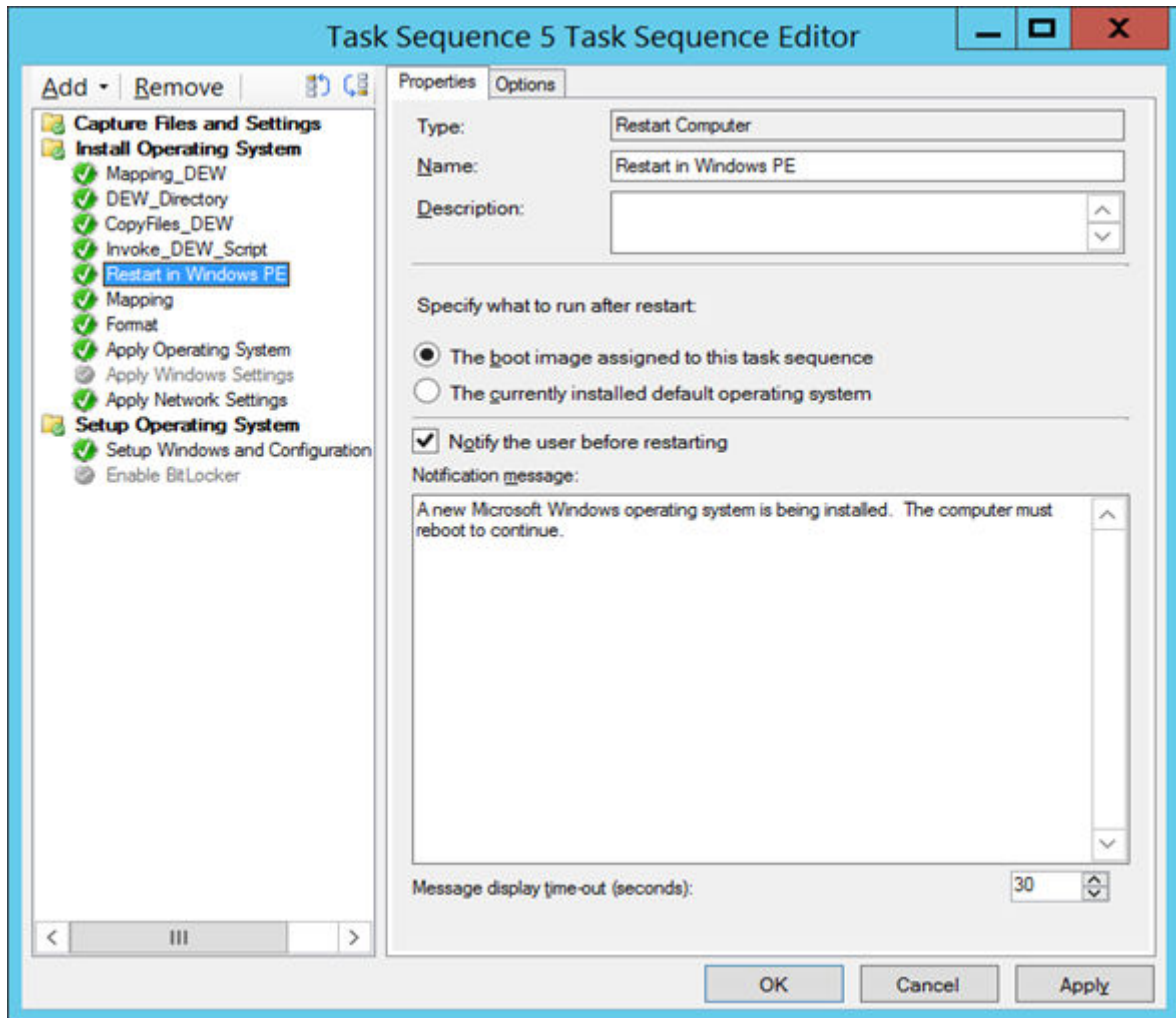 Task Sequence 5 Task Sequence Editor
Add
Remove
Capture Files and Settings
Install Operating System
Mapping_DEW
DEW_Directory
CopyFiles_DEW
Invoke_DEW_Script
Restart in Windows PE
Mapping
Format
Apply Operating System
Apply Windows Settings
Apply Network Settings
Setup Operating System
Setup Windows and Configuration
Enable BitLocker
Properties
Options
Type:
Restart Computer
Name:
Restart in Windows PE
Description:
Specify what to run after restart:
The boot image assigned to this task sequence
The currently installed default operating system
Notify the user before restarting
Notification message:
A new Microsoft Windows operating system is being installed.  The computer must
reboot to continue.
Message display time-out (seconds):
30
OK
Cancel
Apply